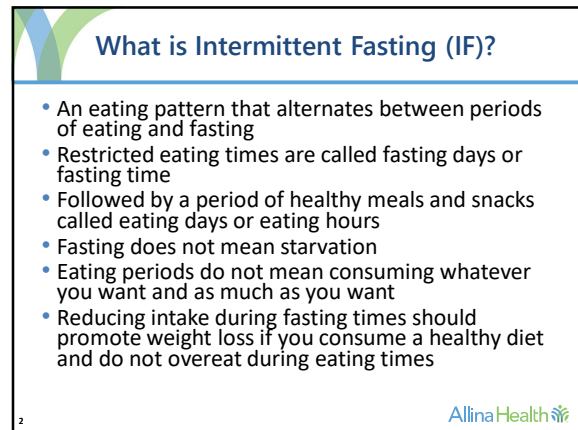 What is Intermittent Fasting (IF)?
• An eating pattern that alternates between periods
of eating and fasting
• Restricted eating times are called fasting days or
fasting time
• Followed by a period of healthy meals and snacks
called eating days or eating hours
• Fasting does not mean starvation
• Eating periods do not mean consuming whatever
you want and as much as you want
• Reducing intake during fasting times should
promote weight loss if you consume a healthy diet
and do not overeat during eating times
2
Allina Health